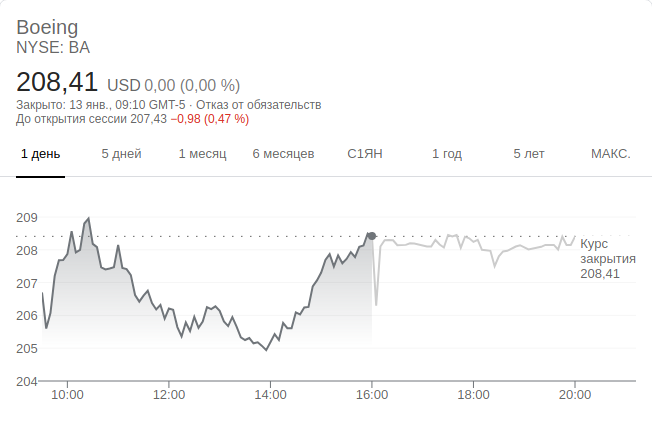 Boeing
NYSE: BA
208,41 USD 0,00 (0,00 %)
Закрыто: 13 янв., 09:10 GMT-5 · Отказ от обязательств
До открытия сессии 207,43 −0,98 (0,47 %)
1 день 5 дней 1 месяц 6 месяцев С1ЯН 1 год 5 лет МАКС.
209
208
207
206
205
204
Курс
закрытия
208,41
10:00 12:00 14:00 16:00 18:00 20:00